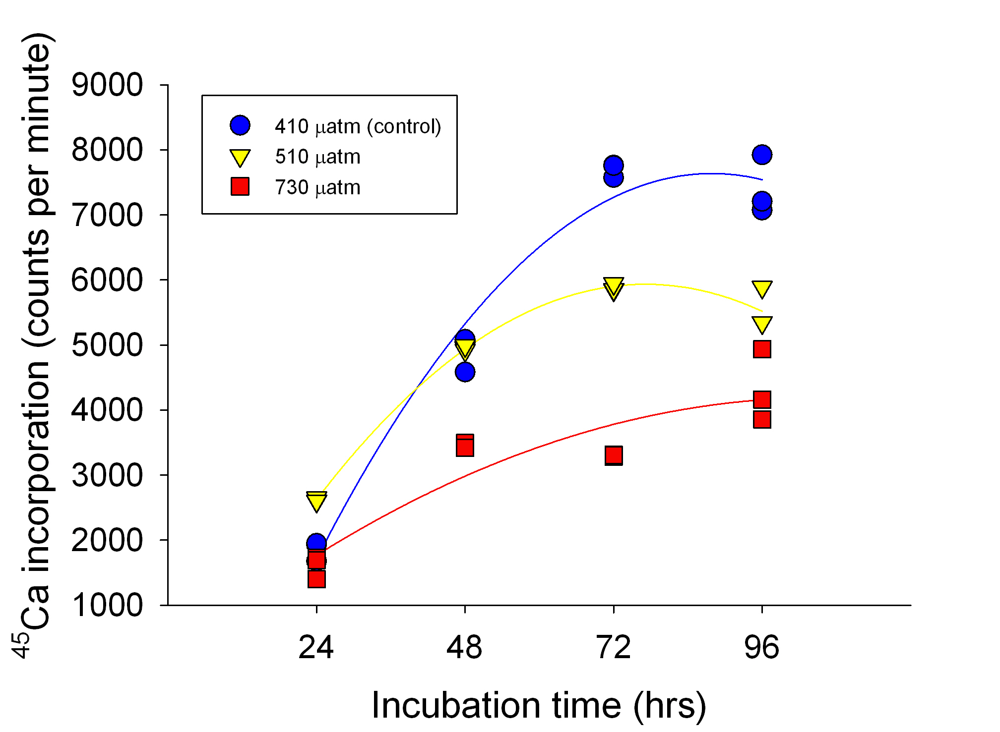 45Ca incorporation (counts per minute)
9000
8000
7000
6000
5000
4000
3000
2000
1000
410 μatm (control)
510 μatm
730 μatm
24 48 72 96
Incubation time (hrs)